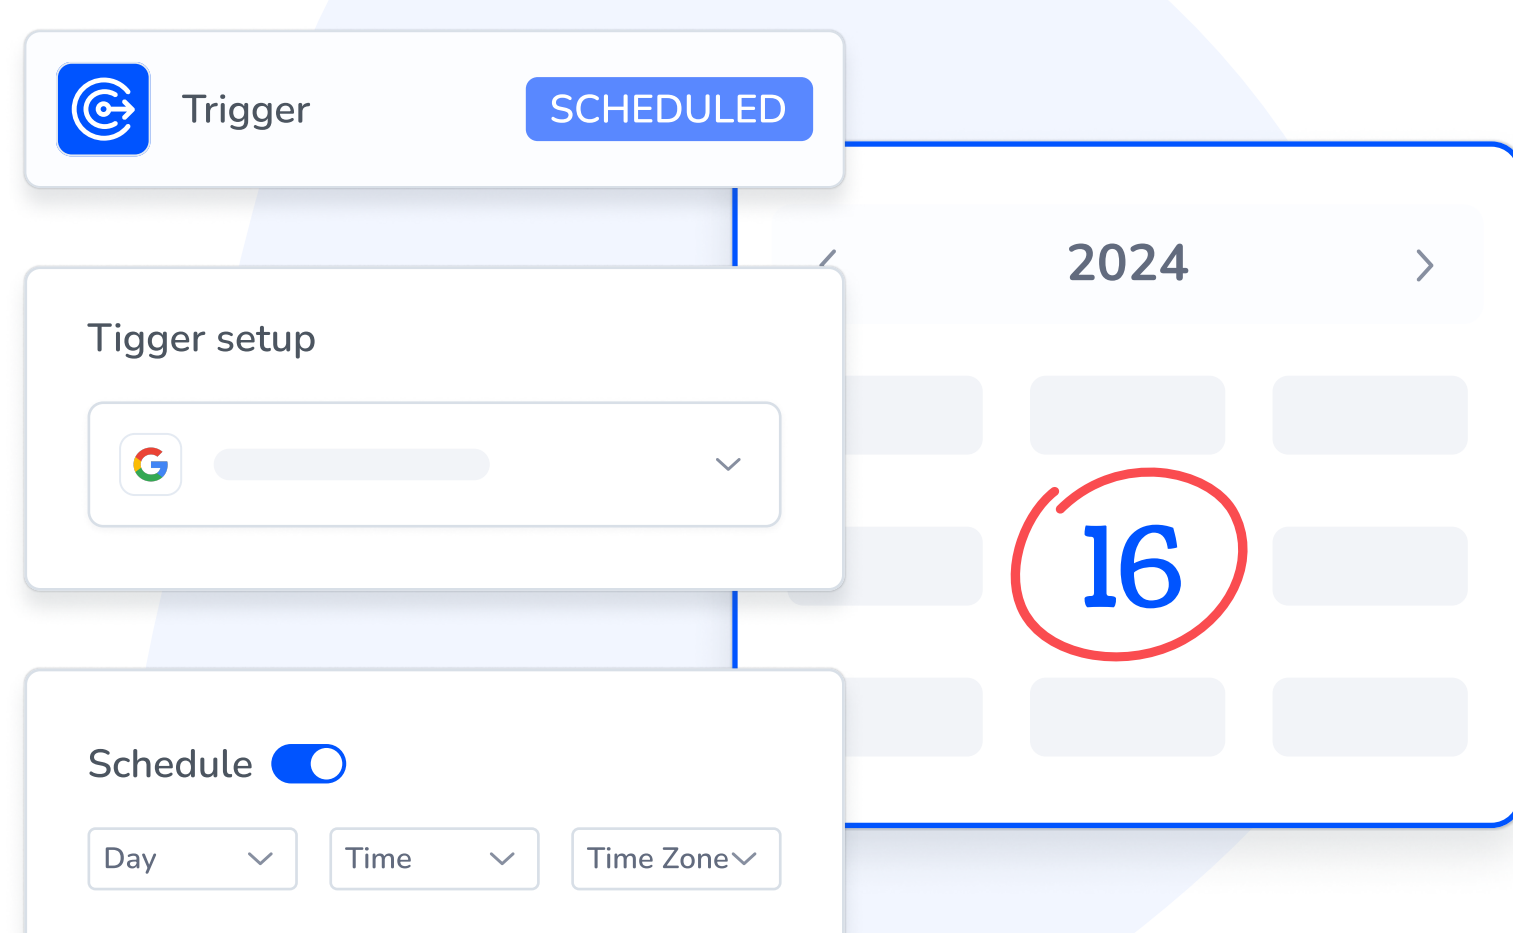 Trigger
SCHEDULED
2024
Tigger setup
16
Schedule
Day
Time
Time Zone